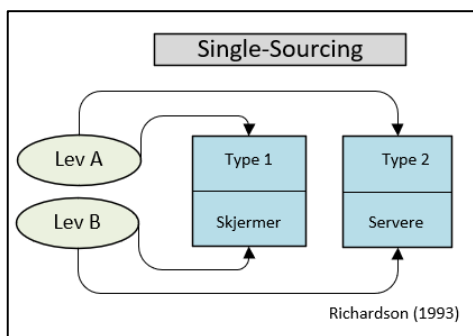 Single-Sourcing
Lev A
Type 1
Type 2
Lev B
Skjermer
Servere
Richardson (1993)